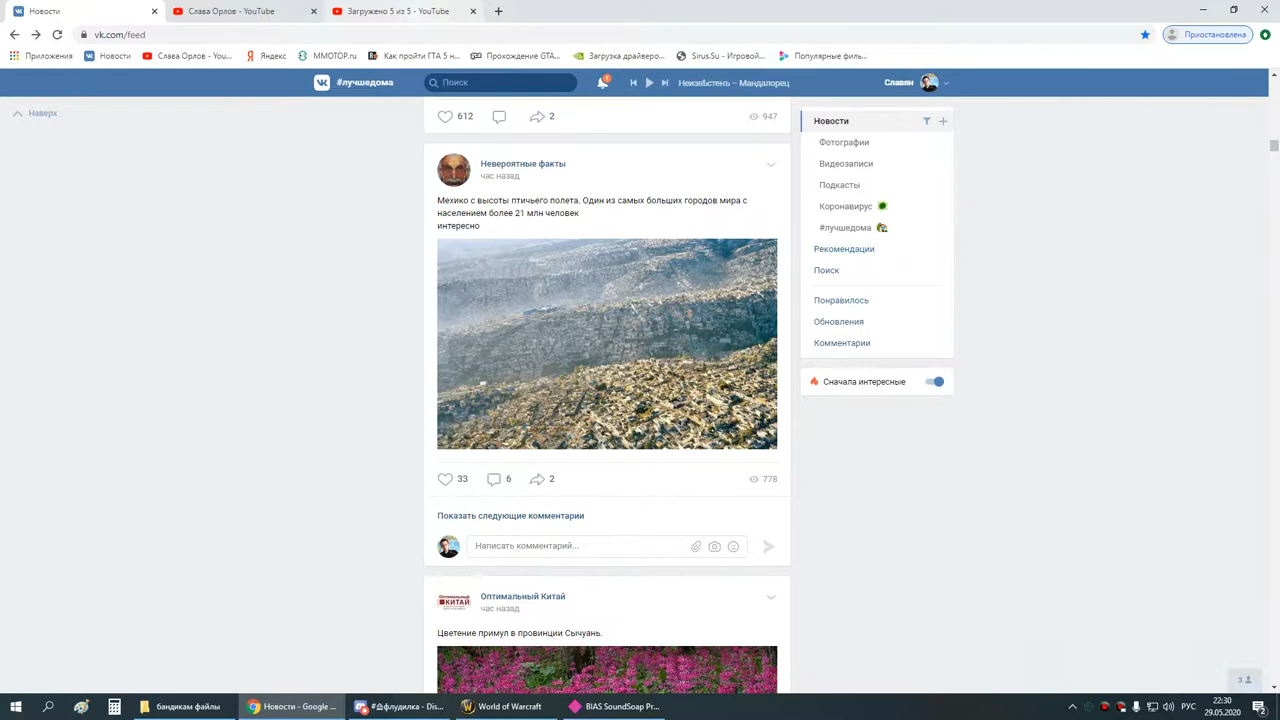 Новости
Слава Орлов - YouTube
Загружено 5 из 5 - YouTube
vk.com/feed
Приостановлена
Приложения
Новости
Слава Орлов - You...
Яндекс
MMOTOP.ru
Как пройти ГТА 5 н...
Прохождение GTA...
Загрузка драйверо...
Sirus.Su - Игровой...
Популярные филь...
#лучшедома
Поиск
1
НеизвЪстенъ – Мандалорец
Славян
Наверх
612
2
947
Невероятные факты
час назад
Мехико с высоты птичьего полета. Один из самых больших городов мира с
населением более 21 млн человек
интересно
33
6
2
778
Показать следующие комментарии
Написать комментарий...
Оптимальный Китай
час назад
Цветение примул в провинции Сычуань.
Новости
Фотографии
Видеозаписи
Подкасты
Коронавирус
#лучшедома
Рекомендации
Поиск
Понравилось
Обновления
Комментарии
Сначала интересные
3
бандикам файлы
Новости - Google ...
World of Warcraft
BIAS SoundSoap Pr...
РУС
22:30
29.05.2020
2